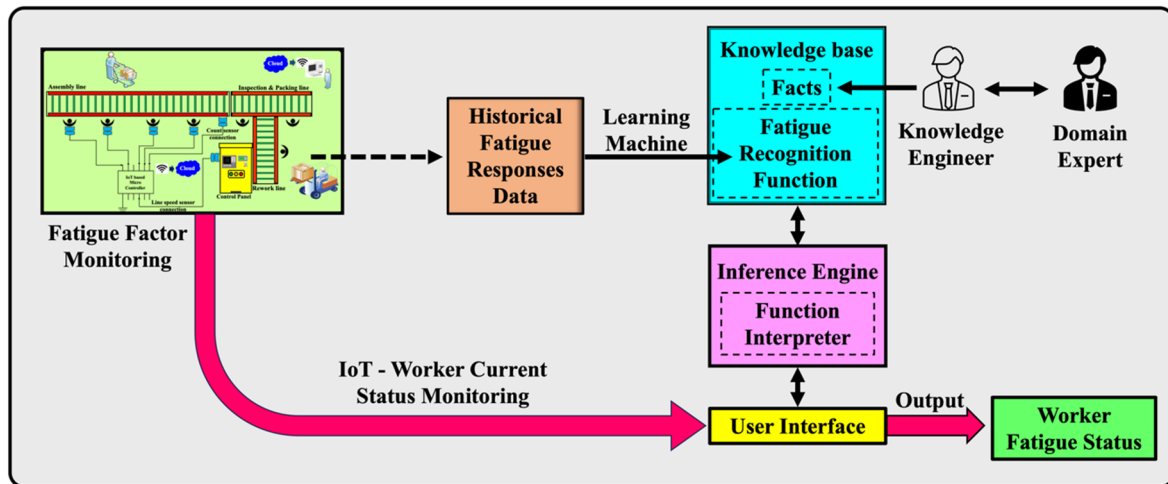 Cloud
Assembly line
Inspection & Packing line
Count sensor
connection
Cloud
IoT based
Micro
Controller
Line speed sensor
connection
Control Panel
Rework line
Fatigue Factor
Monitoring
Historical
Fatigue
Responses
Data
Learning
Machine
Knowledge base
Facts
Fatigue
Recognition
Function
Knowledge
Engineer
Domain
Expert
Inference Engine
Function
Interpreter
IoT - Worker Current
Status Monitoring
User Interface
Output
Worker
Fatigue Status